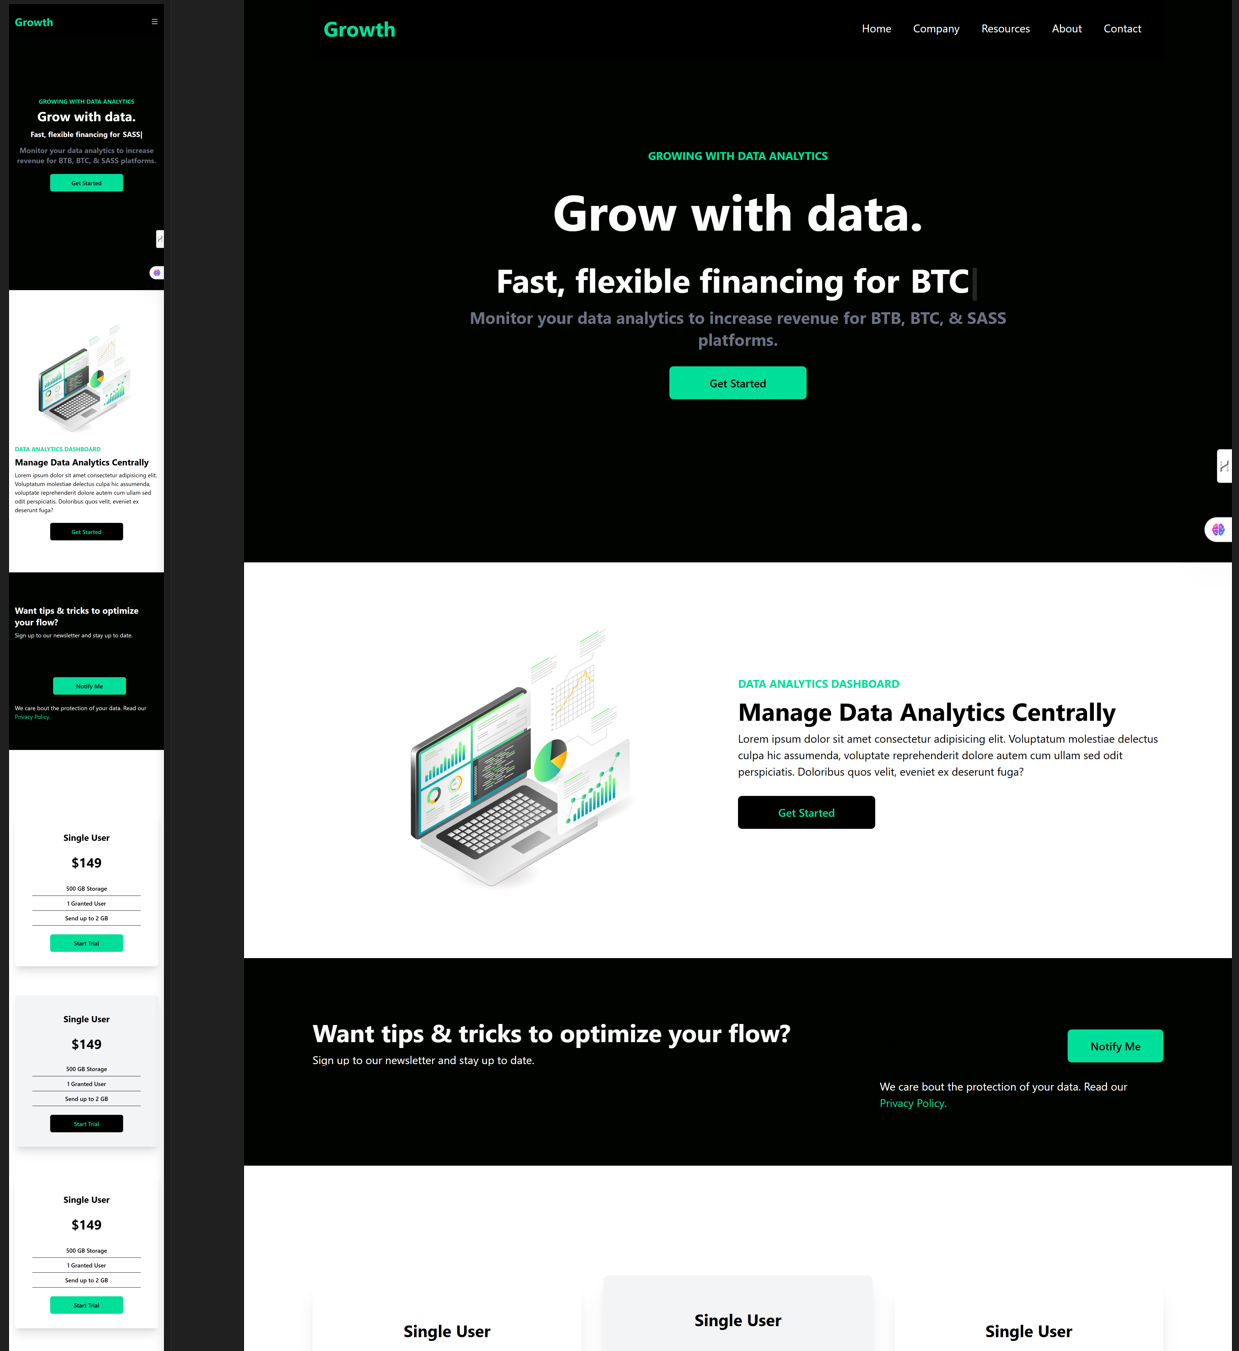 Growth
☰
GROWING WITH DATA ANALYTICS
Grow with data.
Fast, flexible financing for SASS|
Monitor your data analytics to increase
revenue for BTB, BTC, & SASS platforms.
Get Started
DATA ANALYTICS DASHBOARD
Manage Data Analytics Centrally
Lorem ipsum dolor sit amet consectetur adipisicing elit.
Voluptatum molestiae delectus culpa hic assumenda,
voluptate reprehenderit dolore autem cum ullam sed
odit perspiciatis. Doloribus quos velit, eveniet ex
deserunt fuga?
Get Started
Want tips & tricks to optimize
your flow?
Sign up to our newsletter and stay up to date.
Notify Me
We care bout the protection of your data. Read our
Privacy Policy.
Single User
$149
500 GB Storage
1 Granted User
Send up to 2 GB
Start Trial
Single User
$149
500 GB Storage
1 Granted User
Send up to 2 GB
Start Trial
Single User
$149
500 GB Storage
1 Granted User
Send up to 2 GB
Start Trial
Growth
Home Company Resources About Contact
GROWING WITH DATA ANALYTICS
Grow with data.
Fast, flexible financing for BTC|
Monitor your data analytics to increase revenue for BTB, BTC, & SASS
platforms.
Get Started
DATA ANALYTICS DASHBOARD
Manage Data Analytics Centrally
Lorem ipsum dolor sit amet consectetur adipisicing elit. Voluptatum molestiae delectus
culpa hic assumenda, voluptate reprehenderit dolore autem cum ullam sed odit
perspiciatis. Doloribus quos velit, eveniet ex deserunt fuga?
Get Started
Want tips & tricks to optimize your flow?
Sign up to our newsletter and stay up to date.
Notify Me
We care bout the protection of your data. Read our
Privacy Policy.
Single User
Single User
Single User